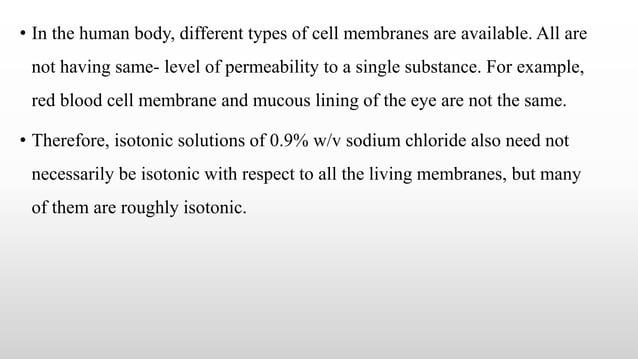 • In the human body, different types of cell membranes are available. All are
not having same- level of permeability to a single substance. For example,
red blood cell membrane and mucous lining of the eye are not the same.
• Therefore, isotonic solutions of 0.9% w/v sodium chloride also need not
necessarily be isotonic with respect to all the living membranes, but many
of them are roughly isotonic.